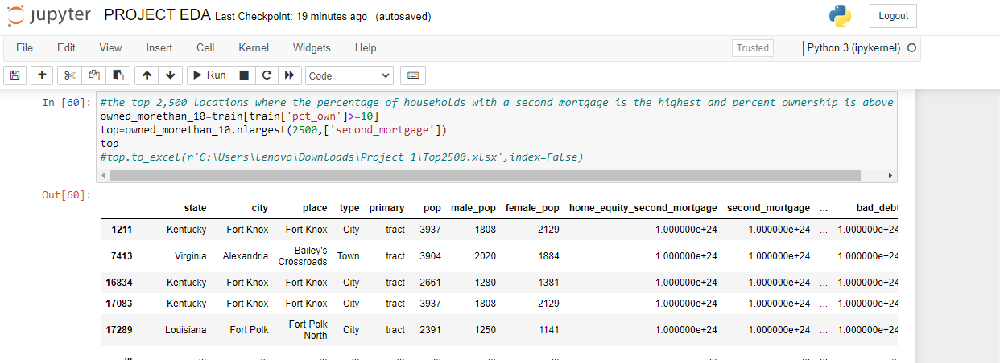 jupyter PROJECT EDA Last Checkpoint: 19 minutes ago (autosaved) Logout
File Edit View Insert Cell Kernel Widgets Help Trusted Python 3 (ipykernel)
Run Code
In [60]: #the top 2,500 locations where the percentage of households with a second mortgage is the highest and percent ownership is above
owned_morethan_10=train[train['pct_own']>=10]
top=owned_morethan_10.nlargest(2500,['second_mortgage'])
top
#top.to_excel(r'C:\Users\lenovo\Downloads\Project 1\Top2500.xlsx',index=False)
Out[60]:
state city place type primary pop male_pop female_pop home_equity_second_mortgage second_mortgage ... bad_debt
1211 Kentucky Fort Knox Fort Knox City tract 3937 1808 2129 1.000000e+24 1.000000e+24 ... 1.000000e+24
7413 Virginia Alexandria Bailey's Crossroads Town tract 3904 2020 1884 1.000000e+24 1.000000e+24 ... 1.000000e+24
16834 Kentucky Fort Knox Fort Knox City tract 2661 1280 1381 1.000000e+24 1.000000e+24 ... 1.000000e+24
17083 Kentucky Fort Knox Fort Knox City tract 3937 1808 2129 1.000000e+24 1.000000e+24 ... 1.000000e+24
17289 Louisiana Fort Polk Fort Polk North City tract 2391 1250 1141 1.000000e+24 1.000000e+24 ... 1.000000e+24
... ... ... ... ... ... ... ... ... ... ... ...